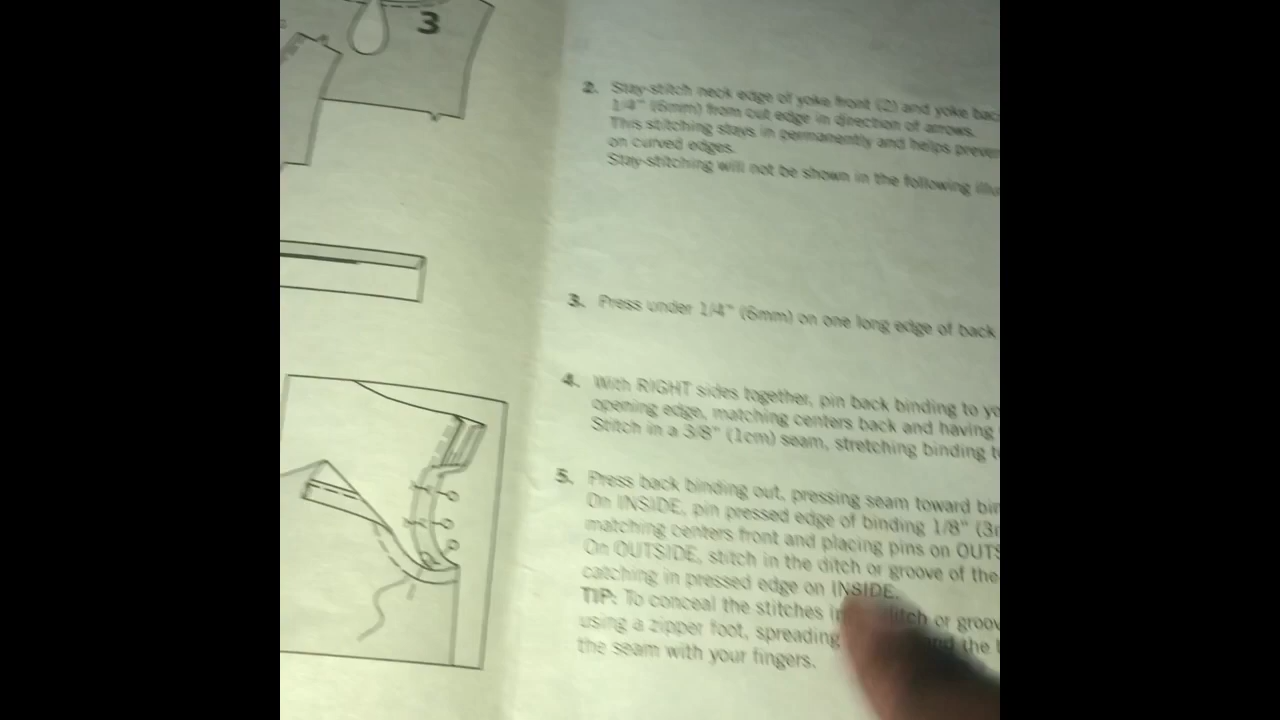 3
2. Stay-stitch neck edge of yoke front (2) and yoke bac
1/4" (6mm) from cut edge in direction of arrows.
This stitching stays in permanently and helps preve
on curved edges.
Stay-stitching will not be shown in the following illu
3. Press under 1/4" (6mm) on one long edge of back
4. With RIGHT sides together, pin back binding to yo
opening edge, matching centers back and having
Stitch in a 3/8" (1cm) seam, stretching binding t
5. Press back binding out, pressing seam toward bin
On INSIDE, pin pressed edge of binding 1/8" (3m
matching centers front and placing pins on OUTS
On OUTSIDE, stitch in the ditch or groove of the
catching in pressed edge on INSIDE.
TIP: To conceal the stitches in ditch or groov
using a zipper foot, spreading and the
the seam with your fingers.